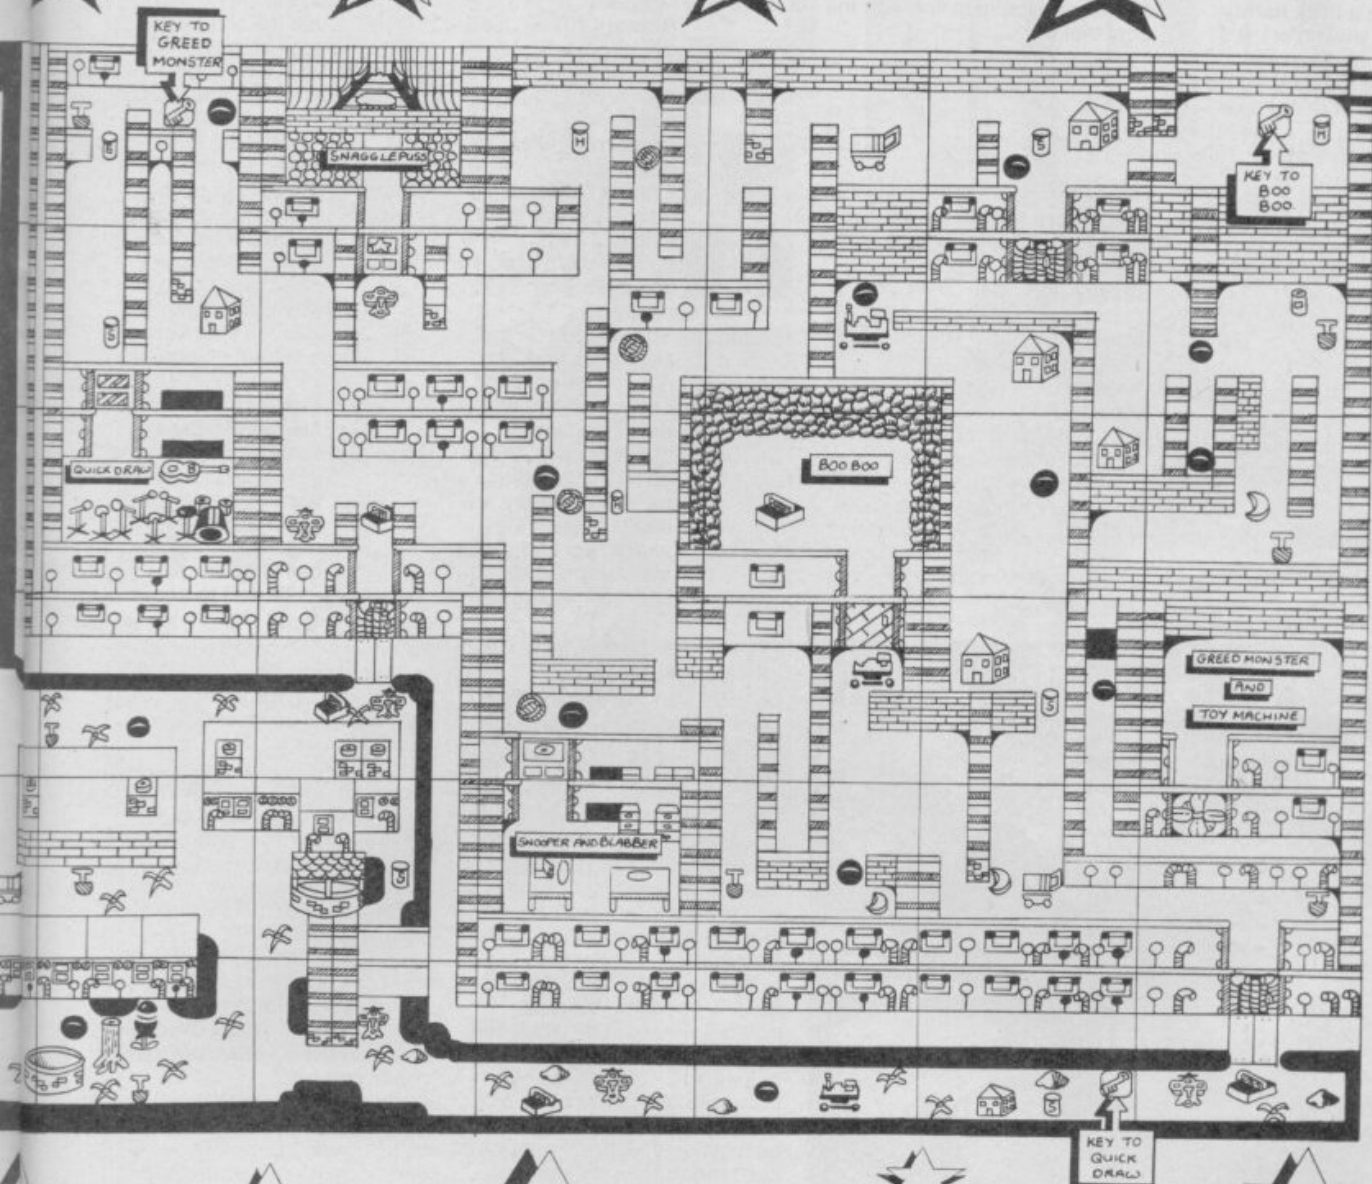 KEY TO
GREED
MONSTER
SNAGGLEPUSS
KEY TO
BOO
BOO.
QUICK DRAW
BOO BOO
GREED MONSTER
AND
TOY MACHINE
SNOOPER AND BLABBER
KEY TO
QUICK
DRAW